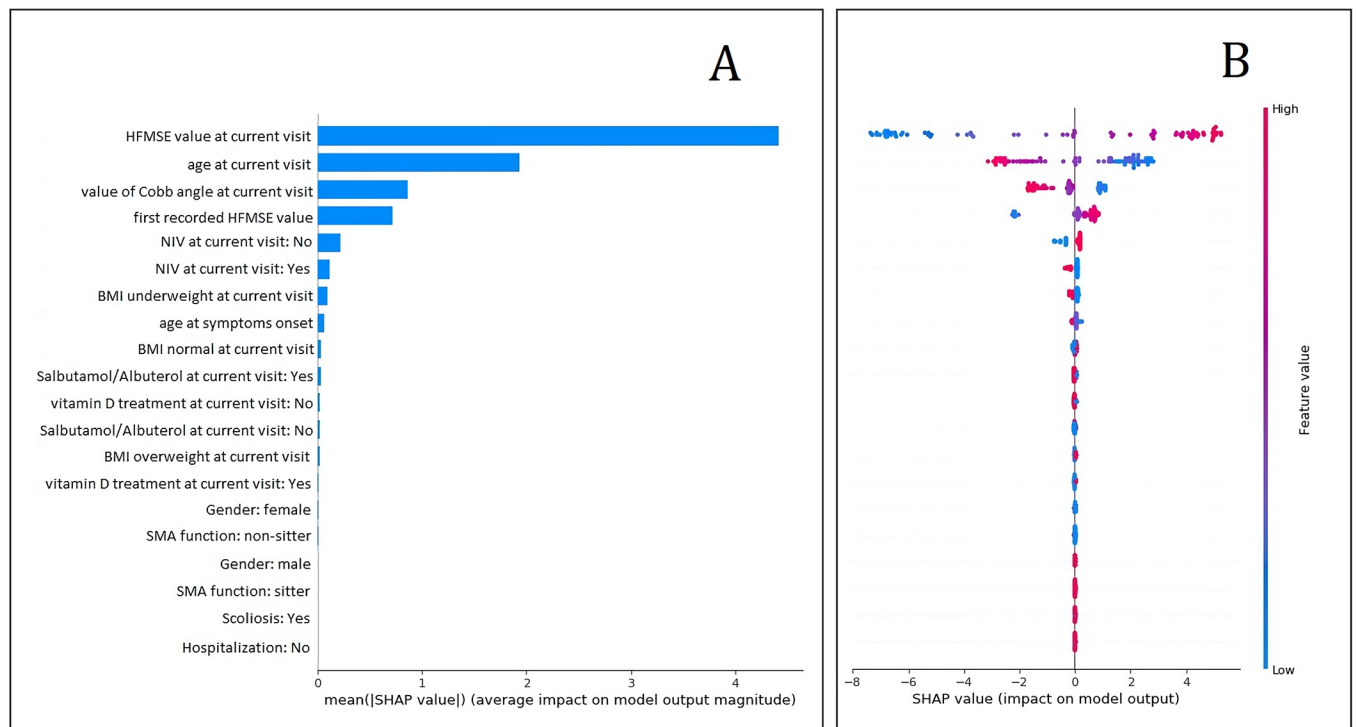 A
HFMSE value at current visit
age at current visit
value of Cobb angle at current visit
first recorded HFMSE value
NIV at current visit: No
NIV at current visit: Yes
BMI underweight at current visit
age at symptoms onset
BMI normal at current visit
Salbutamol/Albuterol at current visit: Yes
vitamin D treatment at current visit: No
Salbutamol/Albuterol at current visit: No
BMI overweight at current visit
vitamin D treatment at current visit: Yes
Gender: female
SMA function: non-sitter
Gender: male
SMA function: sitter
Scoliosis: Yes
Hospitalization: No
0 1 2 3 4
mean(|SHAP value|) (average impact on model output magnitude)
B
High
Feature value
Low
−8 −6 −4 −2 0 2 4
SHAP value (impact on model output)